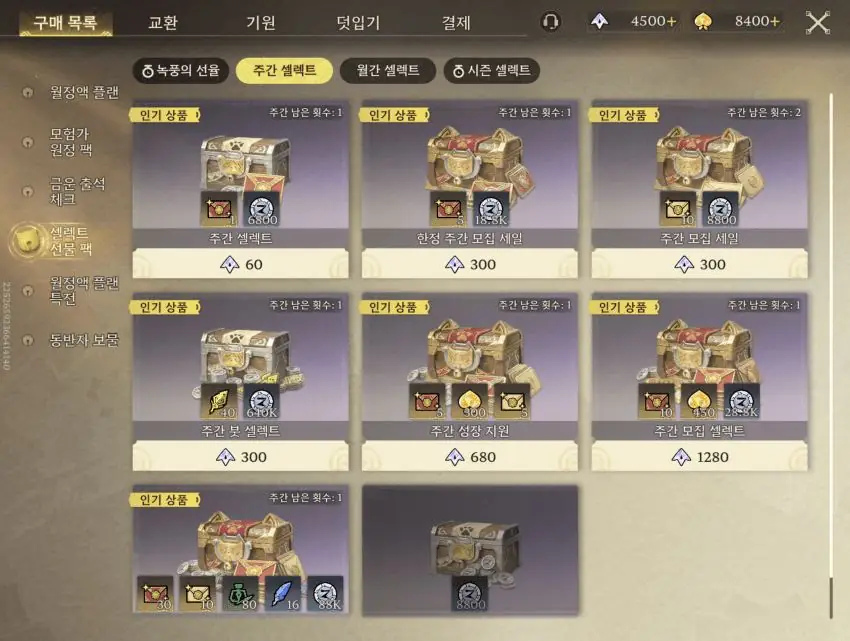 구매 목록
교환
기원
덧입기
결제
4500+
8400+
녹풍의 선율
주간 셀렉트
월간 셀렉트
시즌 셀렉트
월정액 플랜
모험가
원정 팩
금운 출석
체크
셀렉트
선물 팩
월정액 플랜
특전
동반자 보물
인기 상품
주간 남은 횟수: 1
1
6800
주간 셀렉트
60
인기 상품
주간 남은 횟수: 1
5
18.8K
한정 주간 모집 세일
300
인기 상품
주간 남은 횟수: 2
10
8800
주간 모집 세일
300
인기 상품
주간 남은 횟수: 1
40
640K
주간 붓 셀렉트
300
인기 상품
주간 남은 횟수: 1
5
300
5
주간 성장 지원
680
인기 상품
주간 남은 횟수: 1
10
450
28.8K
주간 모집 셀렉트
1280
인기 상품
주간 남은 횟수: 1
30
10
80
16
88K
8800